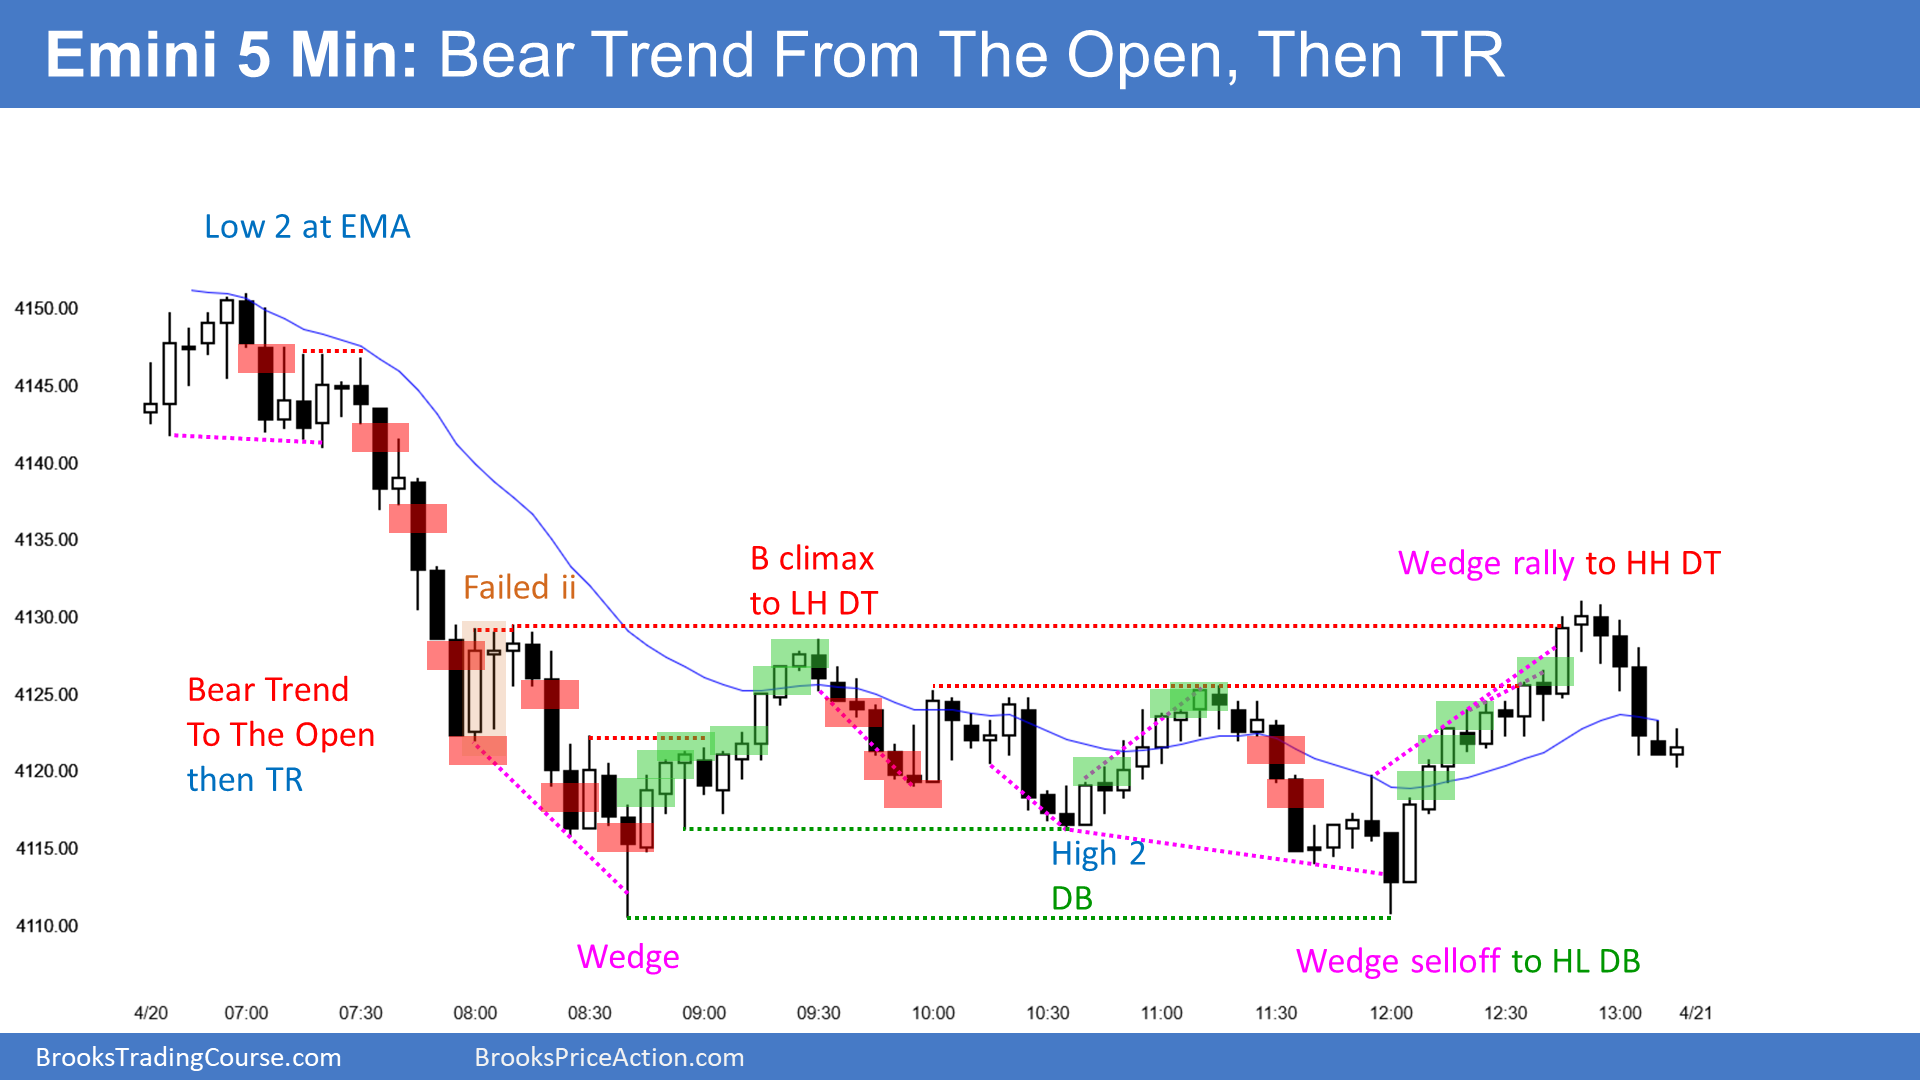 Emini 5 Min: Bear Trend From The Open, Then TR
Low 2 at EMA
4150.00
4145.00
4140.00
4135.00
4130.00
4125.00
4120.00
4115.00
4110.00
Failed ii
B climax
to LH DT
Wedge rally to HH DT
Bear Trend
To The Open
then TR
High 2
DB
Wedge
Wedge selloff to HL DB
4/20 07:00 07:30 08:00 08:30 09:00 09:30 10:00 10:30 11:00 11:30 12:00 12:30 13:00 4/21
BrooksTradingCourse.com BrooksPriceAction.com